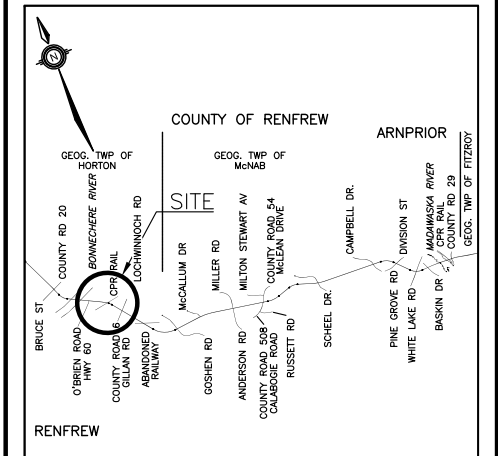 N
COUNTY OF RENFREW
ARNPRIOR
GEOG. TWP OF
HORTON
GEOG. TWP OF
McNAB
GEOG. TWP OF FITZROY
SITE
COUNTY RD 20
BONNECHERE RIVER
CPR RAIL
LOCHWINNOCH RD
McCALLUM DR
MILLER RD
MILTON STEWART AV
COUNTY ROAD 54
McLEAN DRIVE
CAMPBELL DR.
DIVISION ST
MADAWASKA RIVER
CPR RAIL
COUNTY RD 29
BRUCE ST
O'BRIEN ROAD
HWY 60
COUNTY ROAD 6
GILLAN RD
ABANDONED
RAILWAY
GOSHEN RD
ANDERSON RD
COUNTY ROAD 508
CALABOGIE ROAD
RUSSETT RD
SCHEEL DR.
PINE GROVE RD
WHITE LAKE RD
BASKIN DR
RENFREW